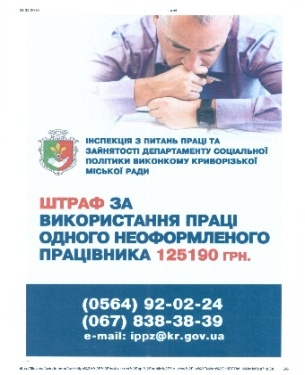 ІНСПЕКЦІЯ З ПИТАНЬ ПРАЦІ ТА
ЗАЙНЯТОСТІ ДЕПАРТАМЕНТУ СОЦІАЛЬНОЇ
ПОЛІТИКИ ВИКОНКОМУ КРИВОРІЗЬКОЇ
МІСЬКОЇ РАДИ
ШТРАФ ЗА
ВИКОРИСТАННЯ ПРАЦІ
ОДНОГО НЕОФОРМЛЕНОГО
ПРАЦІВНИКА 125190 ГРН.
(0564) 92-02-24
(067) 838-38-39
e-mail: ippz@kr.gov.ua